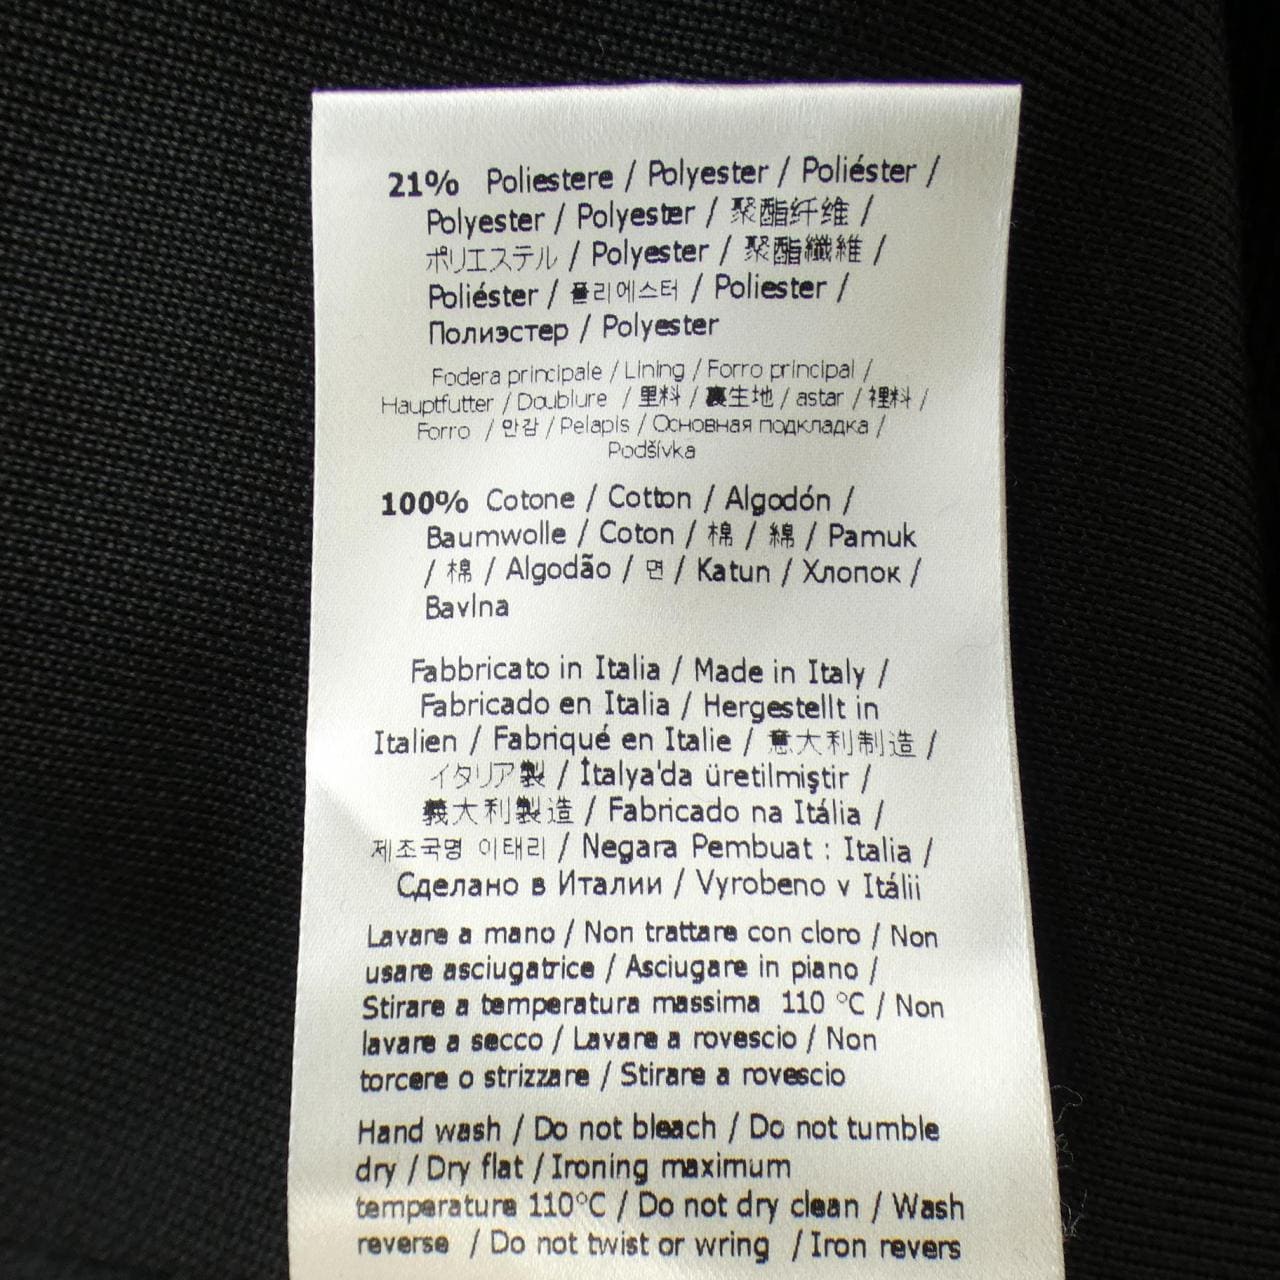 21% Poliestere / Polyester / Poliéster /
Polyester / Polyester / 聚酯纤维 /
ポリエステル / Polyester / 聚酯纖維 /
Poliéster / 폴리에스터 / Poliester /
Полиэстер / Polyester
Fodera principale / Lining / Forro principal /
Hauptfutter / Doublure / 里料 / 裏生地 / astar / 裡料 /
Forro / 안감 / Pelapis / Основная подкладка /
Podšívka
100% Cotone / Cotton / Algodón /
Baumwolle / Coton / 棉 / 綿 / Pamuk
/ 棉 / Algodão / 면 / Katun / Хлопок /
Bavlna
Fabbricato in Italia / Made in Italy /
Fabricado en Italia / Hergestellt in
Italien / Fabriqué en Italie / 意大利制造 /
イタリア製 / İtalya'da üretilmiştir /
義大利製造 / Fabricado na Itália /
제조국명 이태리 / Negara Pembuat : Italia /
Сделано в Италии / Vyrobeno v Itálii
Lavare a mano / Non trattare con cloro / Non
usare asciugatrice / Asciugare in piano /
Stirare a temperatura massima 110 °C / Non
lavare a secco / Lavare a rovescio / Non
torcere o strizzare / Stirare a rovescio
Hand wash / Do not bleach / Do not tumble
dry / Dry flat / Ironing maximum
temperature 110°C / Do not dry clean / Wash
reverse / Do not twist or wring / Iron revers